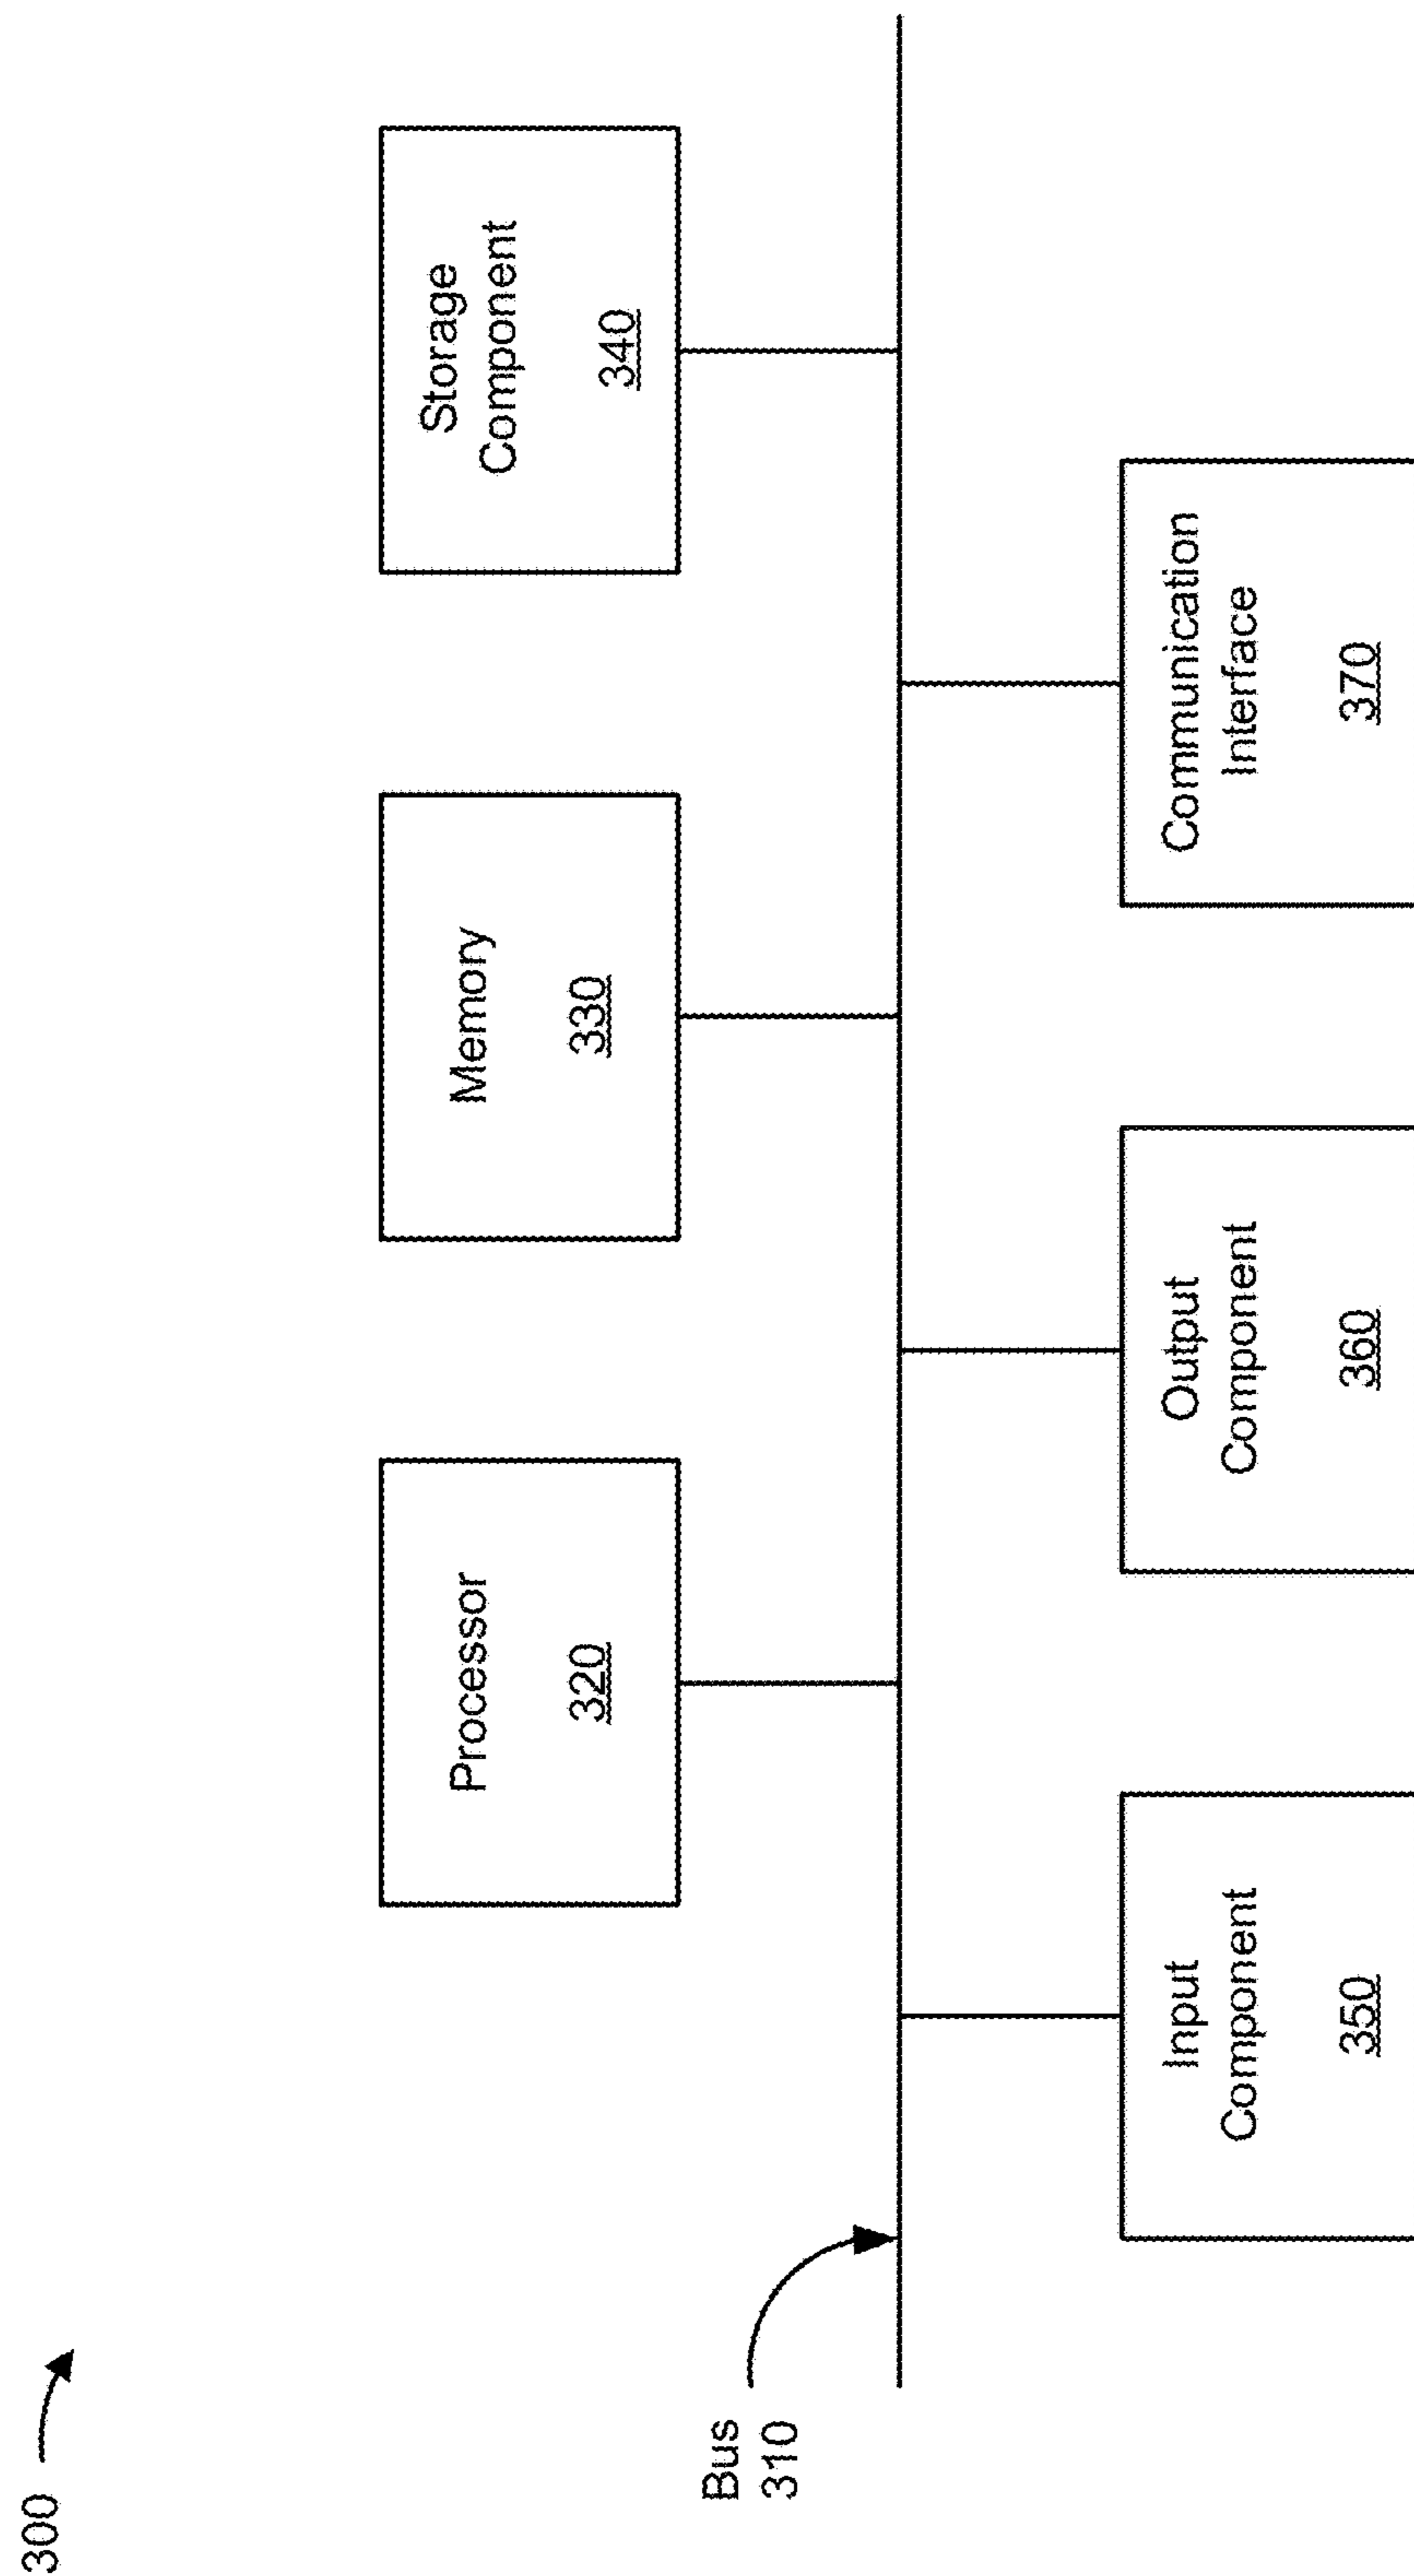 300
Bus
310
Processor
320
Memory
330
Storage
Component
340
Input
Component
350
Output
Component
360
Communication
Interface
370